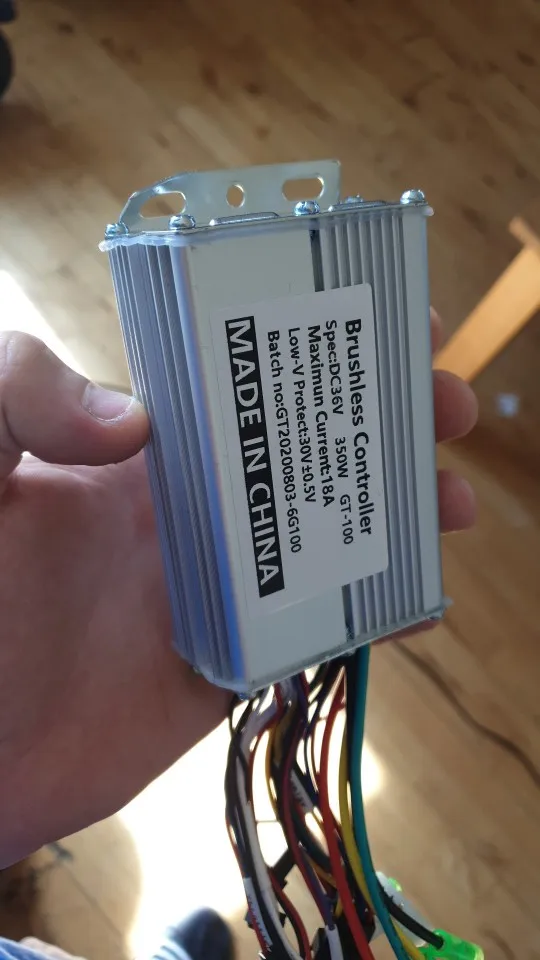 Brushless Controller
Spec:DC36V 350W GT-100
Maximun Current:18A
Low-V Protect:30V±0.5V
Batch no:GT20200803-6G100
MADE IN CHINA